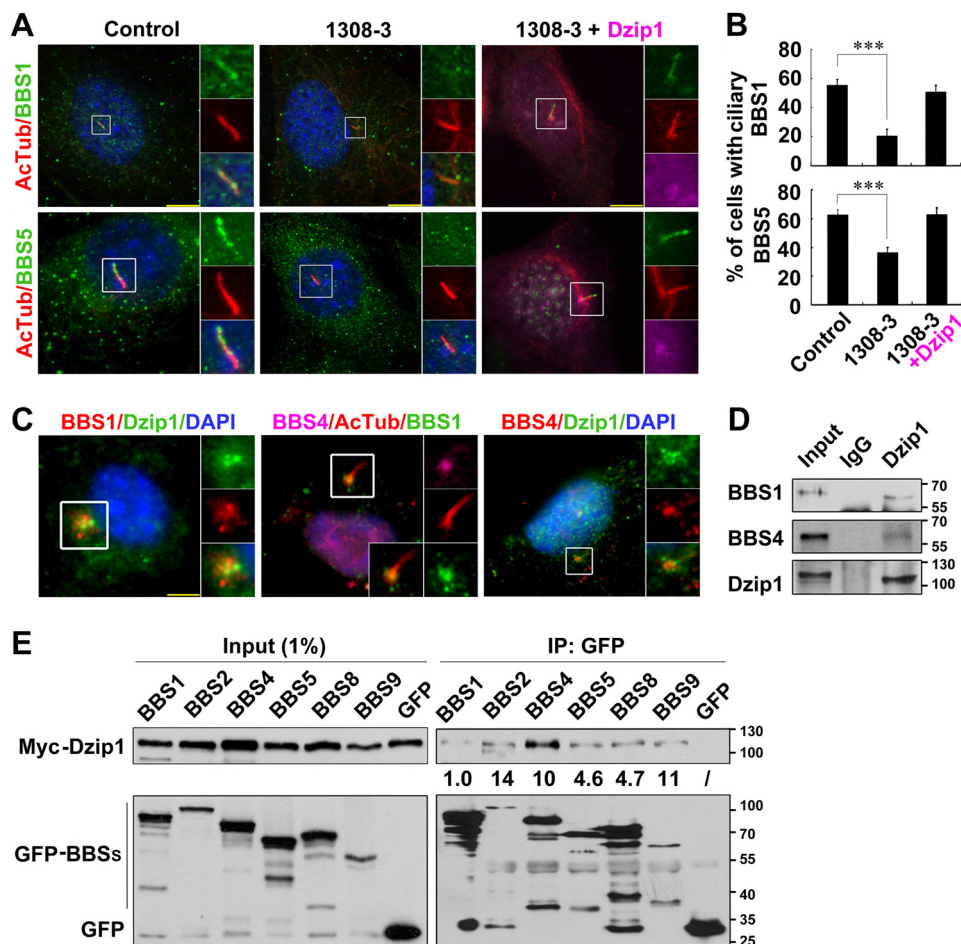 A
Control
1308-3
1308-3 + Dzip1
AcTub/BBS1
AcTub/BBS5
B
% of cells with ciliary
BBS1
BBS5
80
60
40
20
0
80
60
40
20
0
***
***
Control
1308-3
1308-3
+Dzip1
C
BBS1/Dzip1/DAPI
BBS4/AcTub/BBS1
BBS4/Dzip1/DAPI
D
Input
IgG
Dzip1
BBS1
70
55
BBS4
70
55
Dzip1
130
100
E
Input (1%)
IP: GFP
BBS1 BBS2 BBS4 BBS5 BBS8 BBS9 GFP
BBS1 BBS2 BBS4 BBS5 BBS8 BBS9 GFP
Myc-Dzip1
130
100
1.0 14 10 4.6 4.7 11 /
GFP-BBSs
GFP
100
70
55
40
35
25